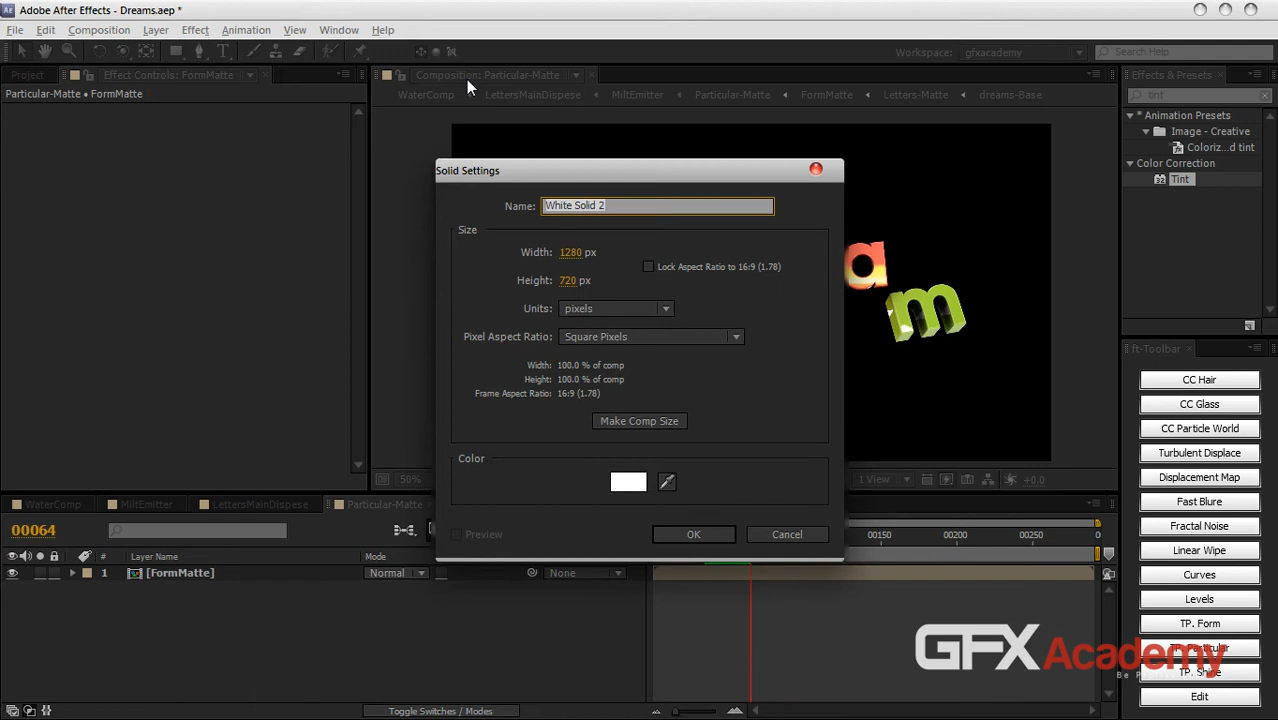 Adobe After Effects - Dreams.aep *
File Edit Composition Layer Effect Animation View Window Help
Workspace: gfxacademy Search Help
Project Effect Controls: FormMatte Composition: Particular-Matte Effects & Presets
Particular-Matte • FormMatte WaterComp LettersMainDispese MiltEmitter Particular-Matte FormMatte Letters-Matte dreams-Base tint
* Animation Presets
Image - Creative
Coloriz...d tint
Color Correction
32 Tint
Solid Settings
Name: White Solid 2
Size
Width: 1280 px
Lock Aspect Ratio to 16:9 (1.78)
Height: 720 px
Units: pixels
Pixel Aspect Ratio: Square Pixels
Width: 100.0 % of comp
Height: 100.0 % of comp
Frame Aspect Ratio: 16:9 (1.78)
Make Comp Size
Color
Preview OK Cancel
a
m
ft-Toolbar
CC Hair
CC Glass
CC Particle World
Turbulent Displace
Displacement Map
Fast Blure
Fractal Noise
Linear Wipe
Curves
Levels
TP. Form
TP. Particular
TP. Shine
Edit
50% 1 View +0.0
WaterComp MiltEmitter LettersMainDispese Particular-Matte
00064 00150 00200 00250 0
# Layer Name Mode
1 [FormMatte] Normal None
Toggle Switches / Modes
GFXAcademy